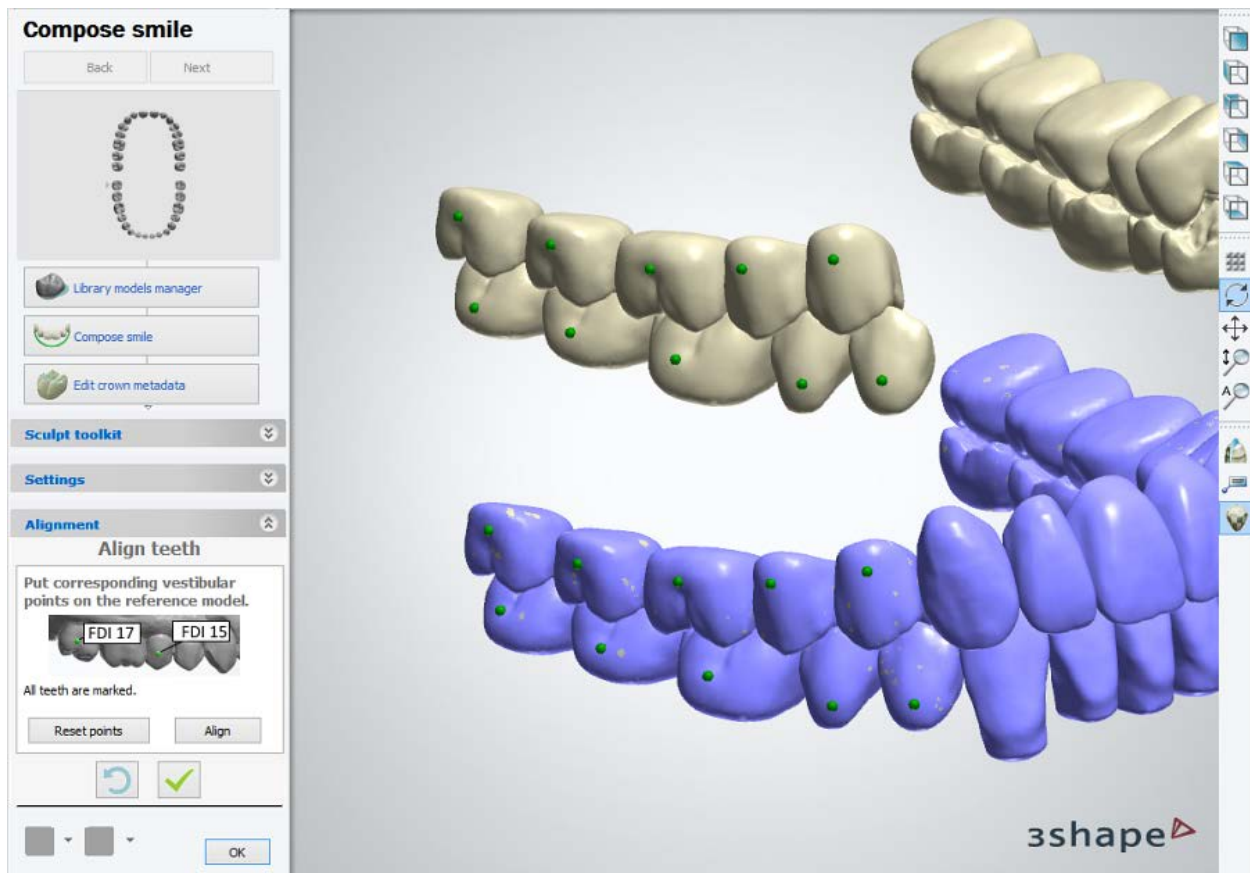 Compose smile
Back
Next
Library models manager
Compose smile
Edit crown metadata
Sculpt toolkit
Settings
Alignment
Align teeth
Put corresponding vestibular
points on the reference model.
FDI 17
FDI 15
All teeth are marked.
Reset points
Align
OK
A
3shape